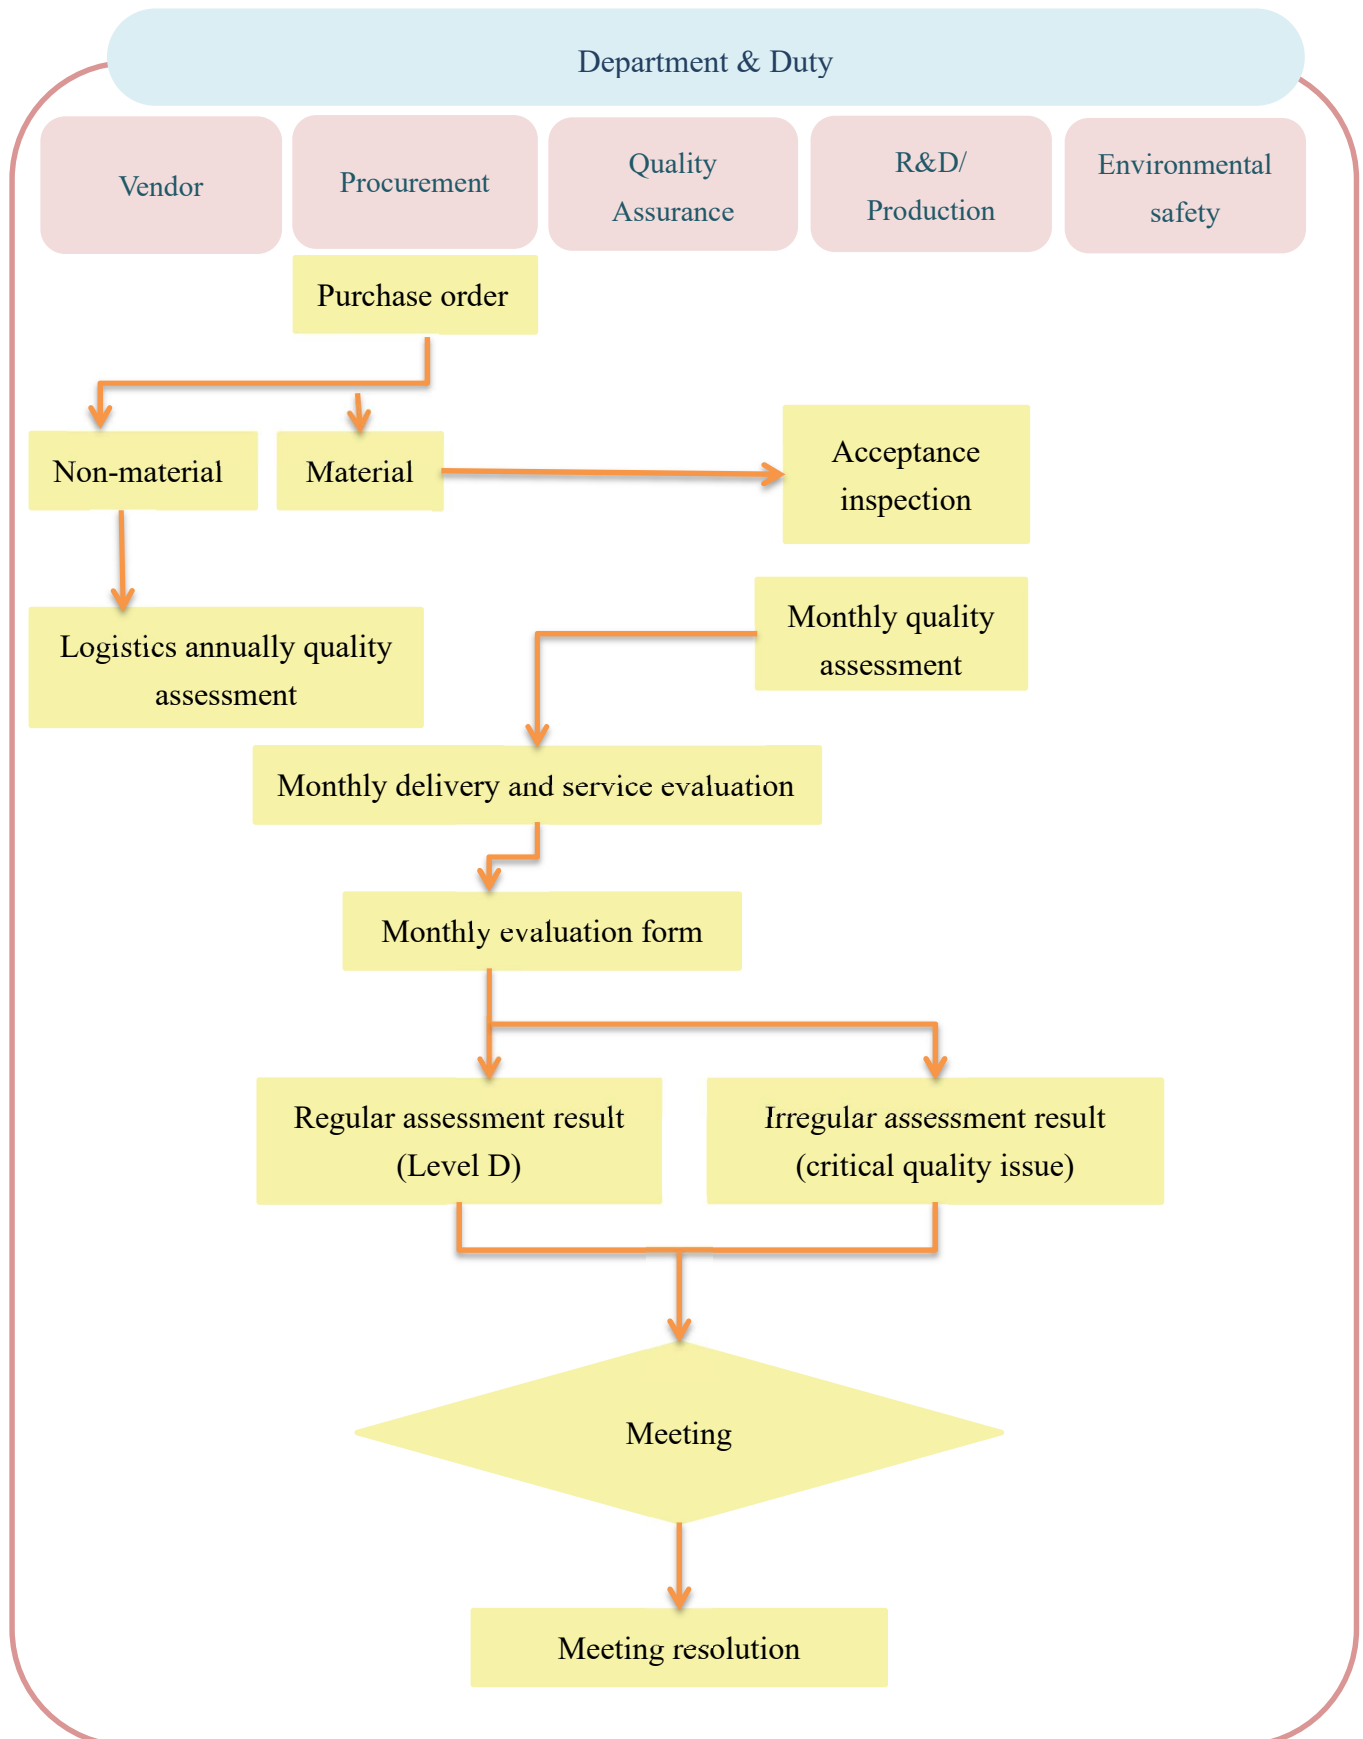 Department & Duty
Vendor
Procurement
Quality
Assurance
R&D/
Production
Environmental
safety
Purchase order
Non-material
Material
Acceptance
inspection
Monthly quality
assessment
Logistics annually quality
assessment
Monthly delivery and service evaluation
Monthly evaluation form
Regular assessment result
(Level D)
Irregular assessment result
(critical quality issue)
Meeting
Meeting resolution